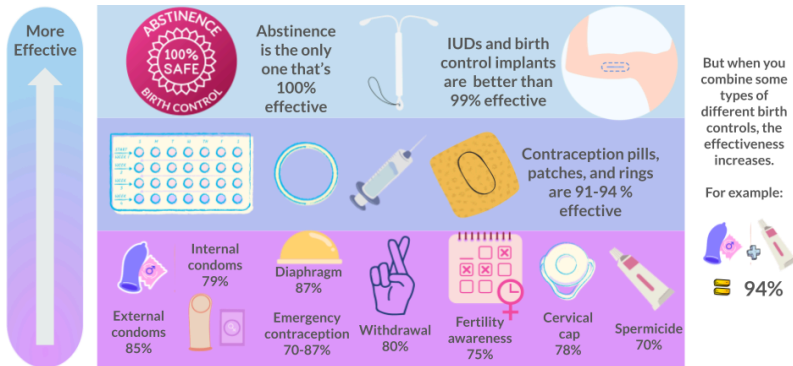 More
Effective
ABSTINENCE
100%
SAFE
BIRTH CONTROL
Abstinence
is the only
one that's
100%
effective
IUDs and birth
control implants
are better than
99% effective
Contraception pills,
patches, and rings
are 91-94 %
effective
External
condoms
85%
Internal
condoms
79%
Diaphragm
87%
Emergency
contraception
70-87%
Withdrawal
80%
Fertility
awareness
75%
Cervical
cap
78%
Spermicide
70%
But when you
combine some
types of
different birth
controls, the
effectiveness
increases.
For example:
= 94%